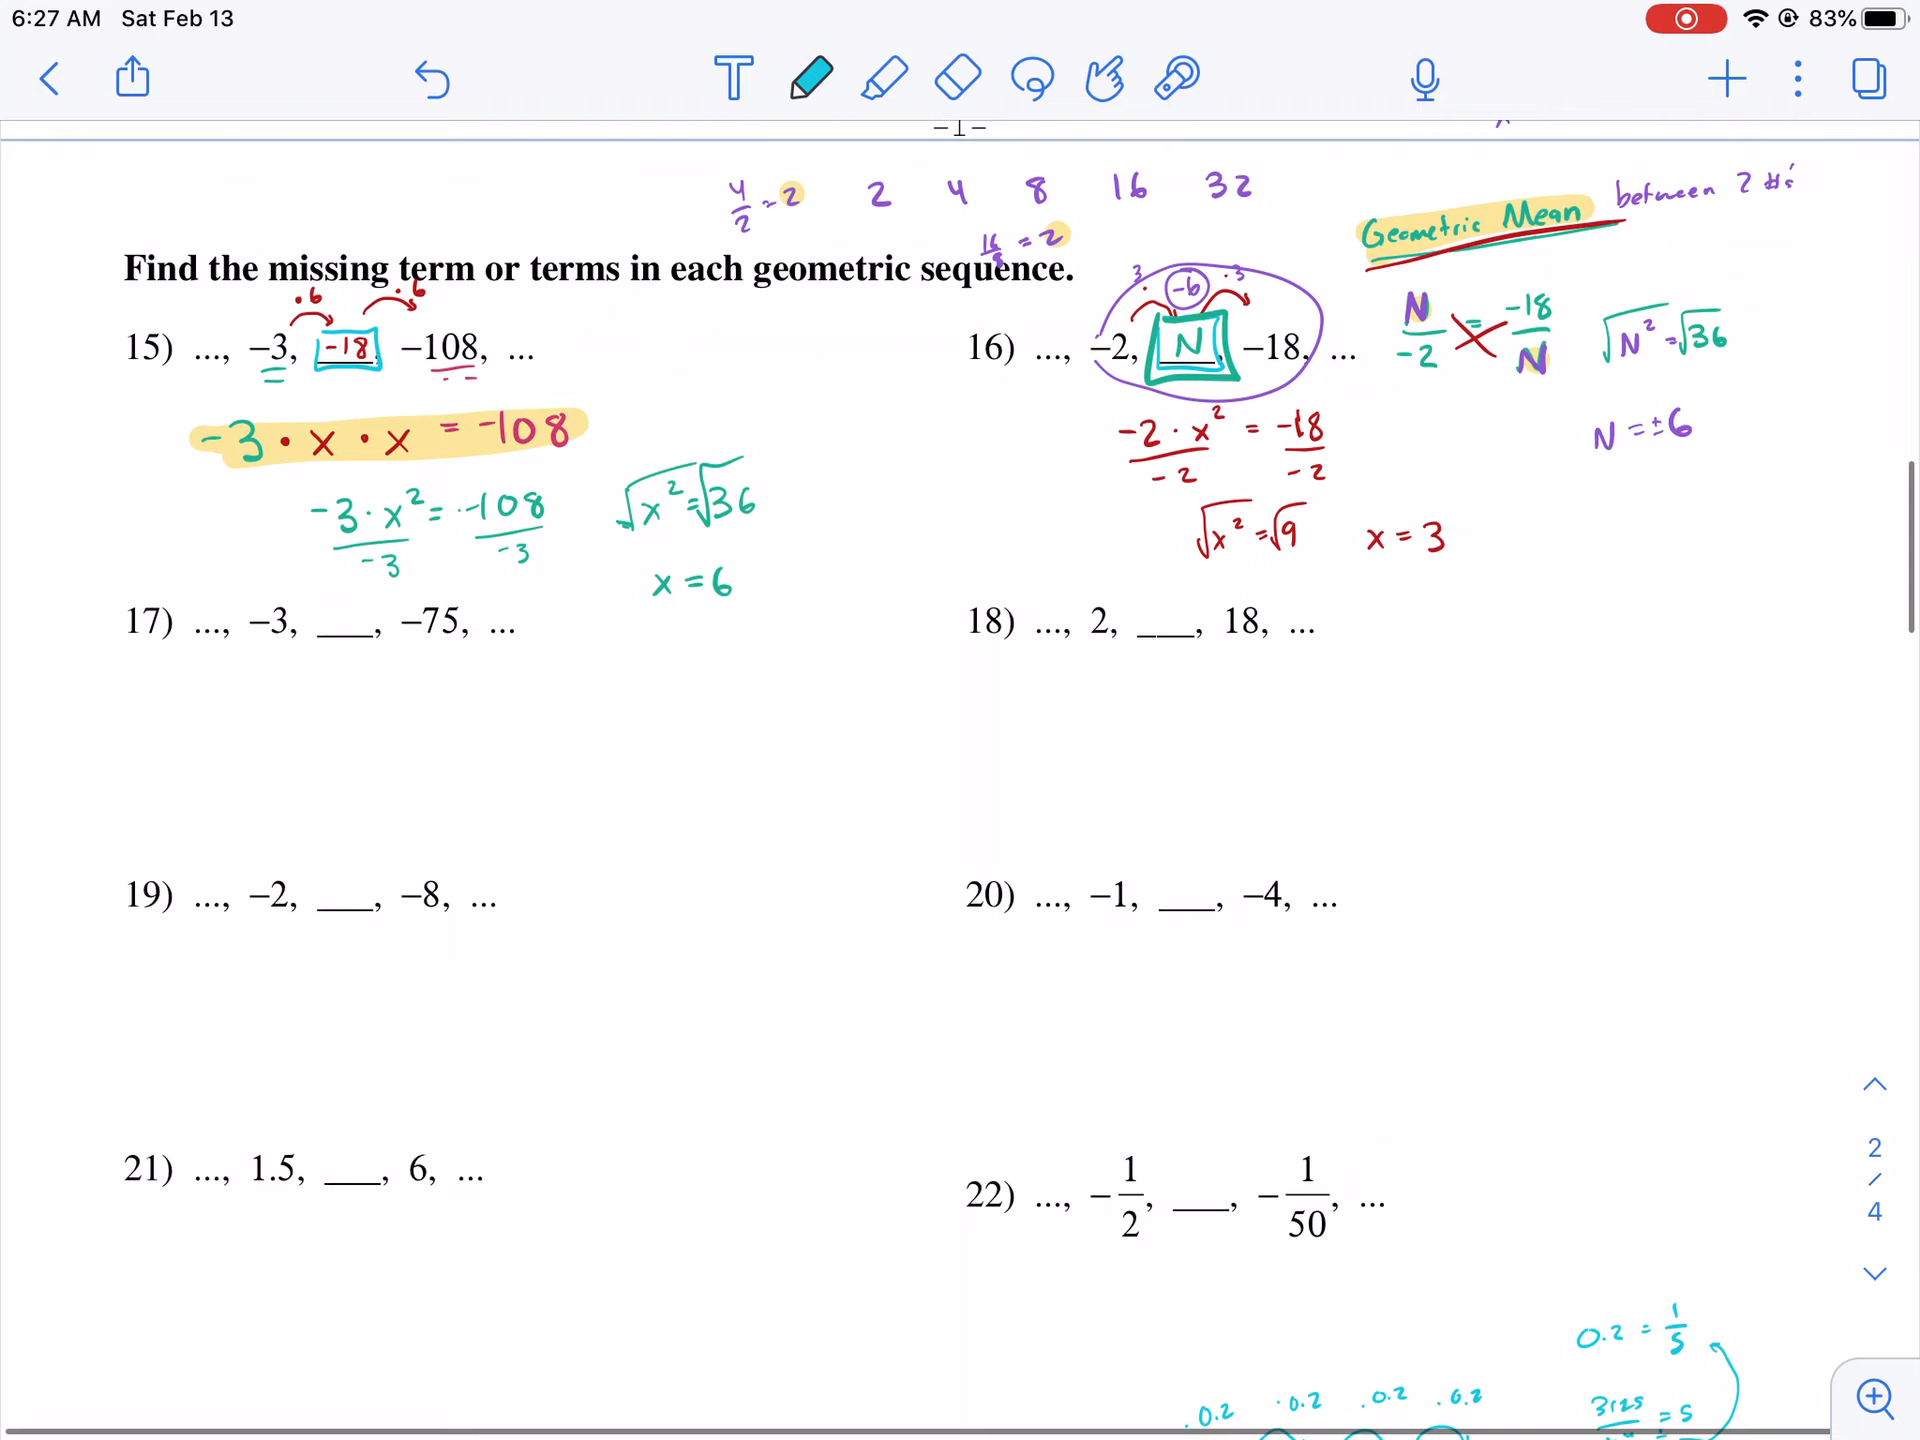 6:27 AM Sat Feb 13
83%
T
-1-
4/2 = 2 2 4 8 16 32
Geometric Mean between 2 #s
16/8 = 2
Find the missing term or terms in each geometric sequence.
·6 ·6
·3 -6 ·3
15) ..., −3, -18, −108, ...
16) ..., −2, N, −18, ...
N/-2 = -18/N
√N² = √36
-3 · x · x = -108
-2 · x² = -18
-2 -2
N = ±6
-3 · x² = -108
-3 -3
√x² = √36
√x² = √9 x = 3
x = 6
17) ..., −3, ___, −75, ...
18) ..., 2, ___, 18, ...
19) ..., −2, ___, −8, ...
20) ..., −1, ___, −4, ...
21) ..., 1.5, ___, 6, ...
22) ..., −1/2, ___, −1/50, ...
2
/
4
0.2 = 1/5
·0.2 ·0.2 ·0.2 ·0.2
3125
= 5